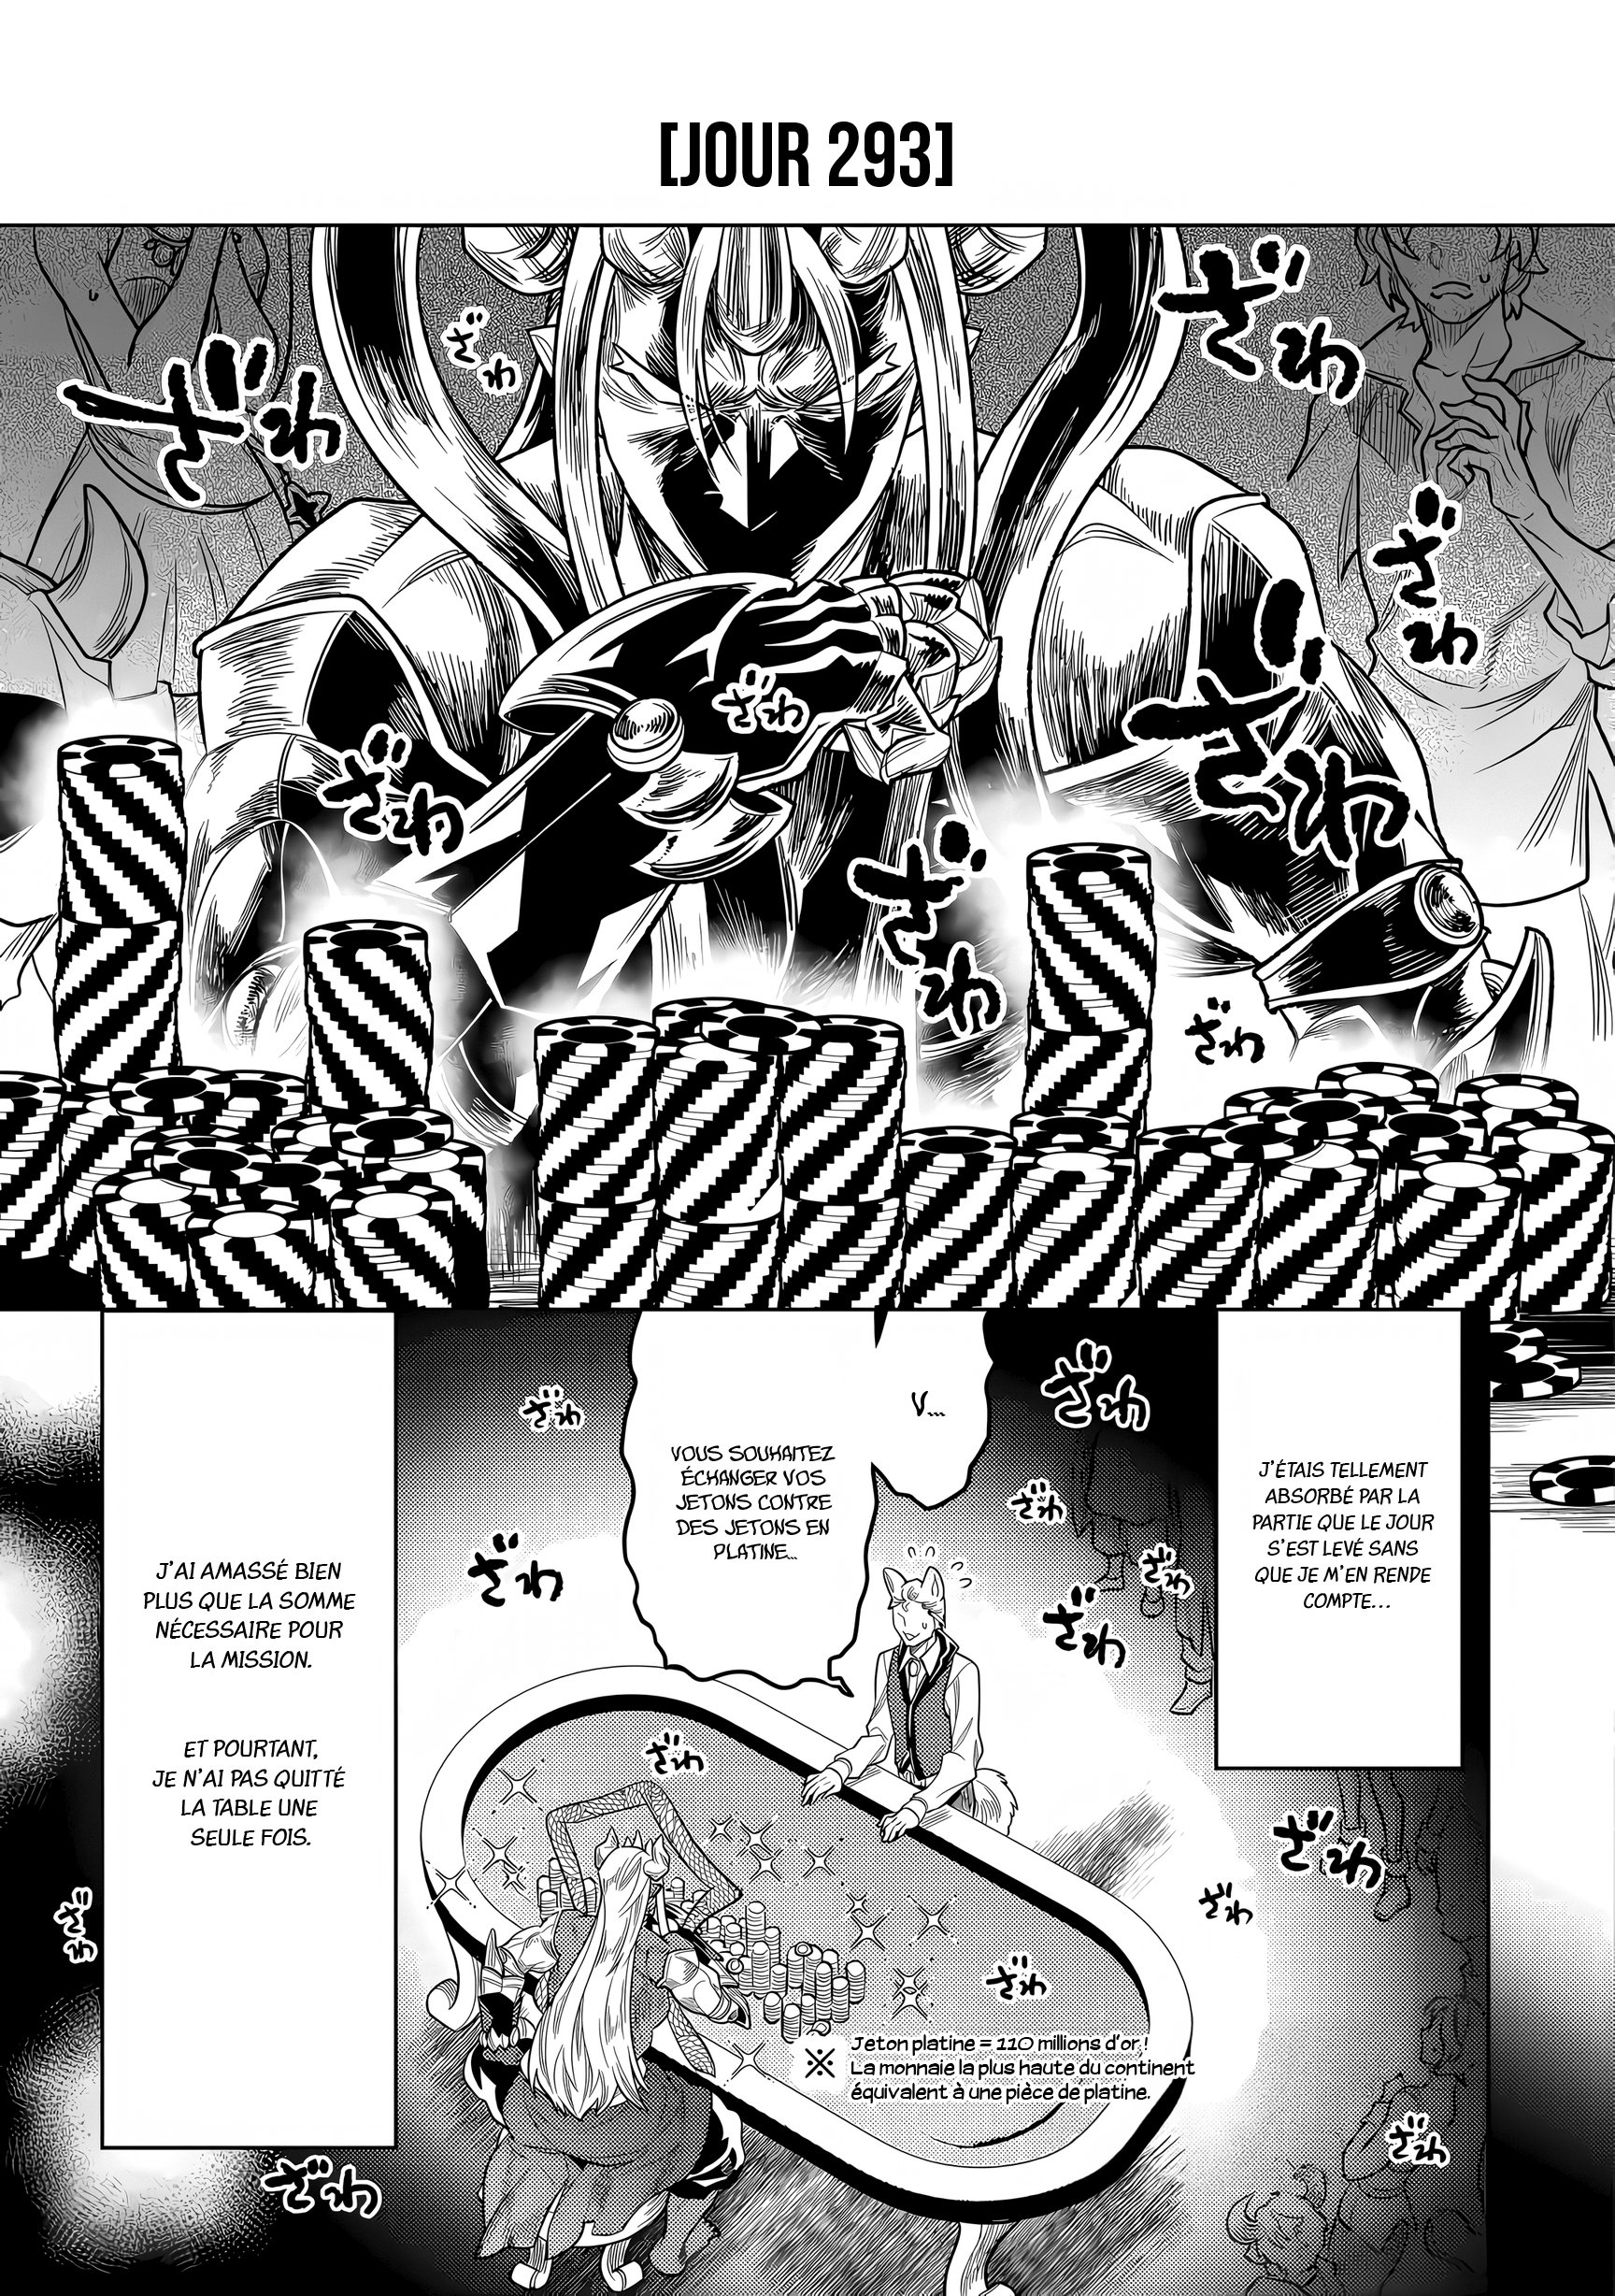 [JOUR 293]
ざわ
ざわ
ざわ
ざわ
ざわ
ざわ
ざわ
ざわ
ざわ
J'ÉTAIS TELLEMENT
ABSORBÉ PAR LA
PARTIE QUE LE JOUR
S'EST LEVÉ SANS
QUE JE M'EN RENDE
COMPTE...
V...
VOUS SOUHAITEZ
ÉCHANGER VOS
JETONS CONTRE
DES JETONS EN
PLATINE...
ざわ
ざわ
ざわ
ざわ
ざわ
ざわ
ざわ
ざわ
ざわ
ざわ
ざわ
ざわ
ざわ
※
Jeton platine = 110 millions d'or !
La monnaie la plus haute du continent
équivalent à une pièce de platine.
J'AI AMASSÉ BIEN
PLUS QUE LA SOMME
NÉCESSAIRE POUR
LA MISSION.
ET POURTANT,
JE N'AI PAS QUITTÉ
LA TABLE UNE
SEULE FOIS.